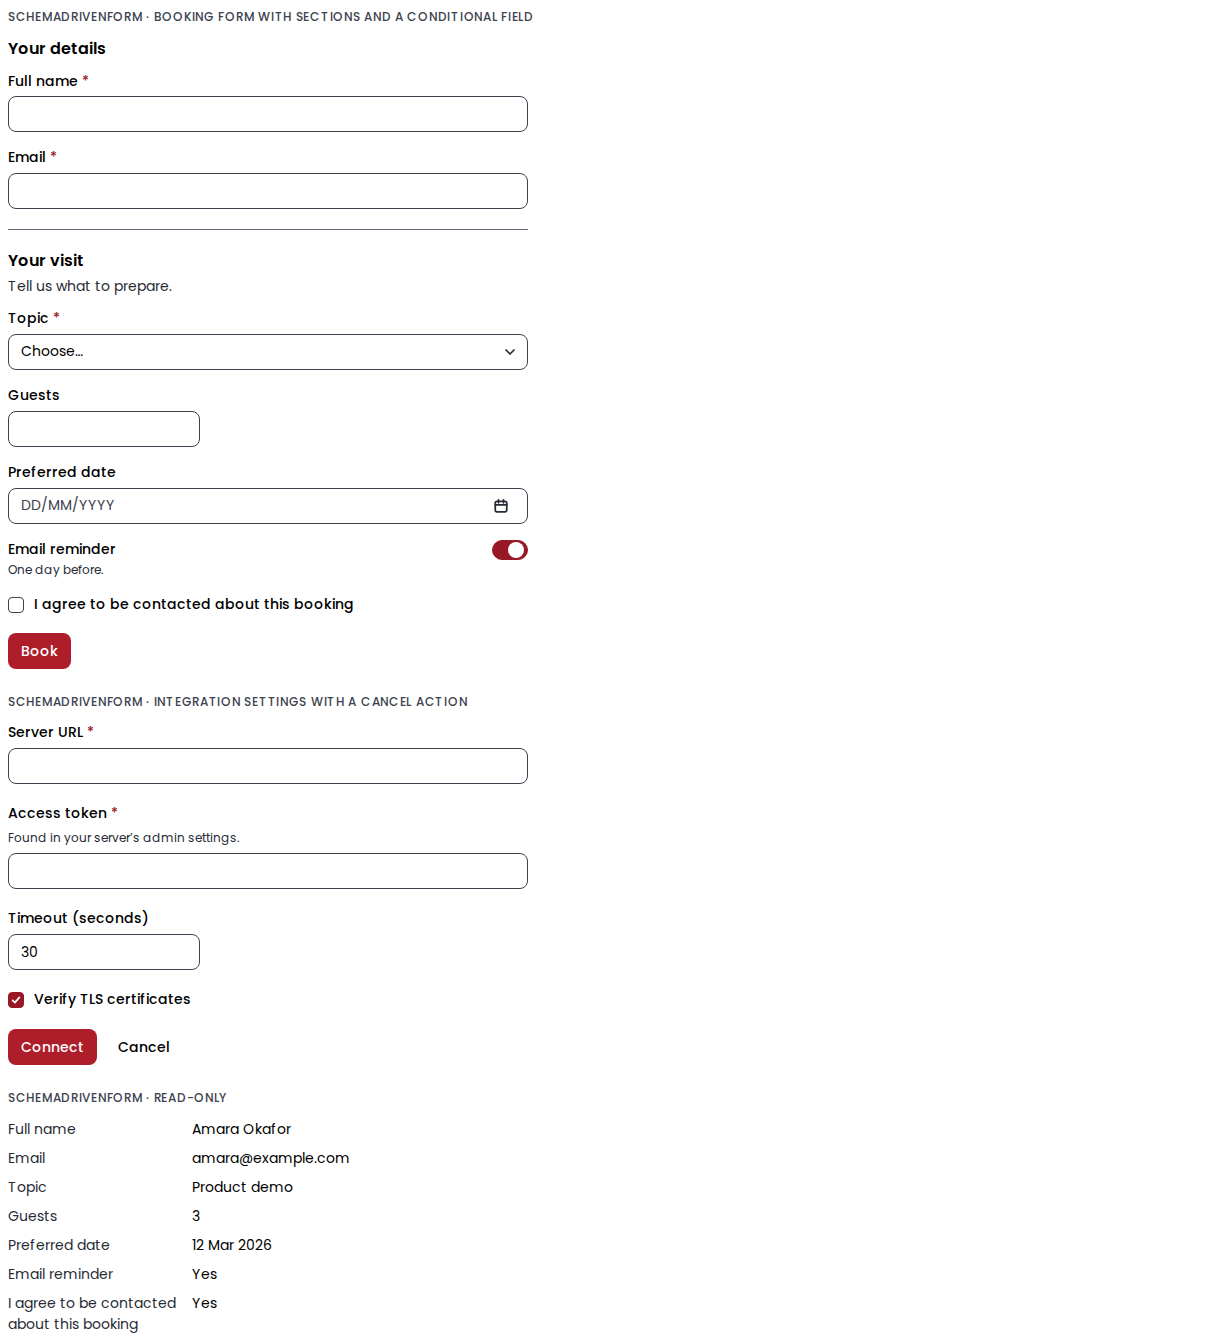 SCHEMADRIVENFORM · BOOKING FORM WITH SECTIONS AND A CONDITIONAL FIELD
Your details
Full name *
Email *
Your visit
Tell us what to prepare.
Topic *
Choose…
Guests
Preferred date
DD/MM/YYYY
Email reminder
One day before.
I agree to be contacted about this booking
Book
SCHEMADRIVENFORM · INTEGRATION SETTINGS WITH A CANCEL ACTION
Server URL *
Access token *
Found in your server’s admin settings.
Timeout (seconds)
30
Verify TLS certificates
Connect Cancel
SCHEMADRIVENFORM · READ-ONLY
Full name Amara Okafor
Email amara@example.com
Topic Product demo
Guests 3
Preferred date 12 Mar 2026
Email reminder Yes
I agree to be contacted Yes
about this booking